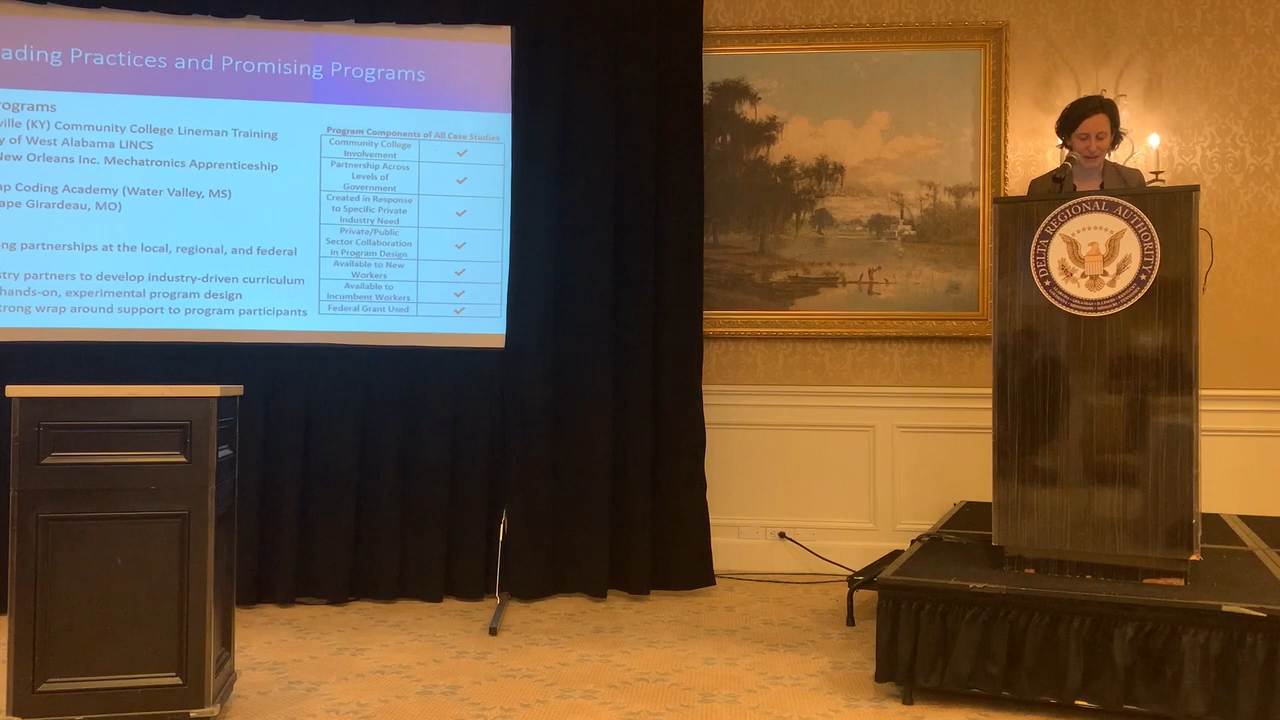 ading Practices and Promising Programs
rograms
ville (KY) Community College Lineman Training
y of West Alabama LINCS
New Orleans Inc. Mechatronics Apprenticeship
mp Coding Academy (Water Valley, MS)
ape Girardeau, MO)
ng partnerships at the local, regional, and federal
stry partners to develop industry-driven curriculum
hands-on, experimental program design
trong wrap around support to program participants
Program Components of All Case Studies
Community College
Involvement
✓
Partnership Across
Levels of
Government
✓
Created in Response
to Specific Private
Industry Need
✓
Private/Public
Sector Collaboration
in Program Design
✓
Available to New
Workers
✓
Available to
Incumbent Workers
✓
Federal Grant Used
✓
DELTA REGIONAL AUTHORITY